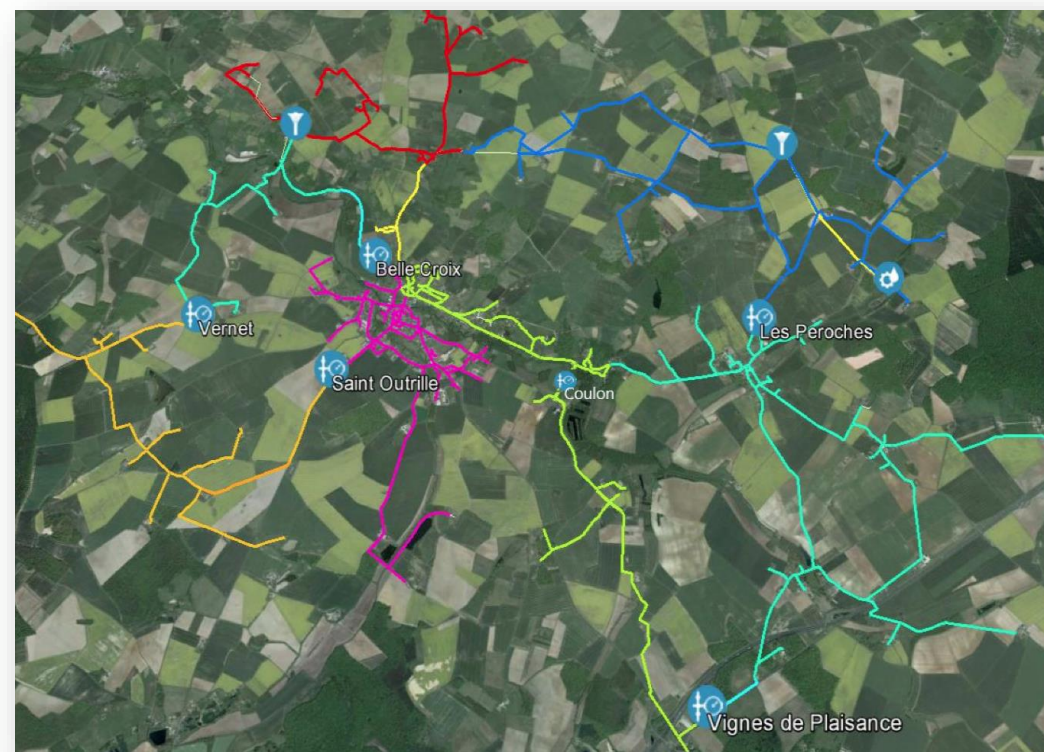 Belle Croix
Vernet
Les Peroches
Saint Outrille
Coulon
Vignes de Plaisance